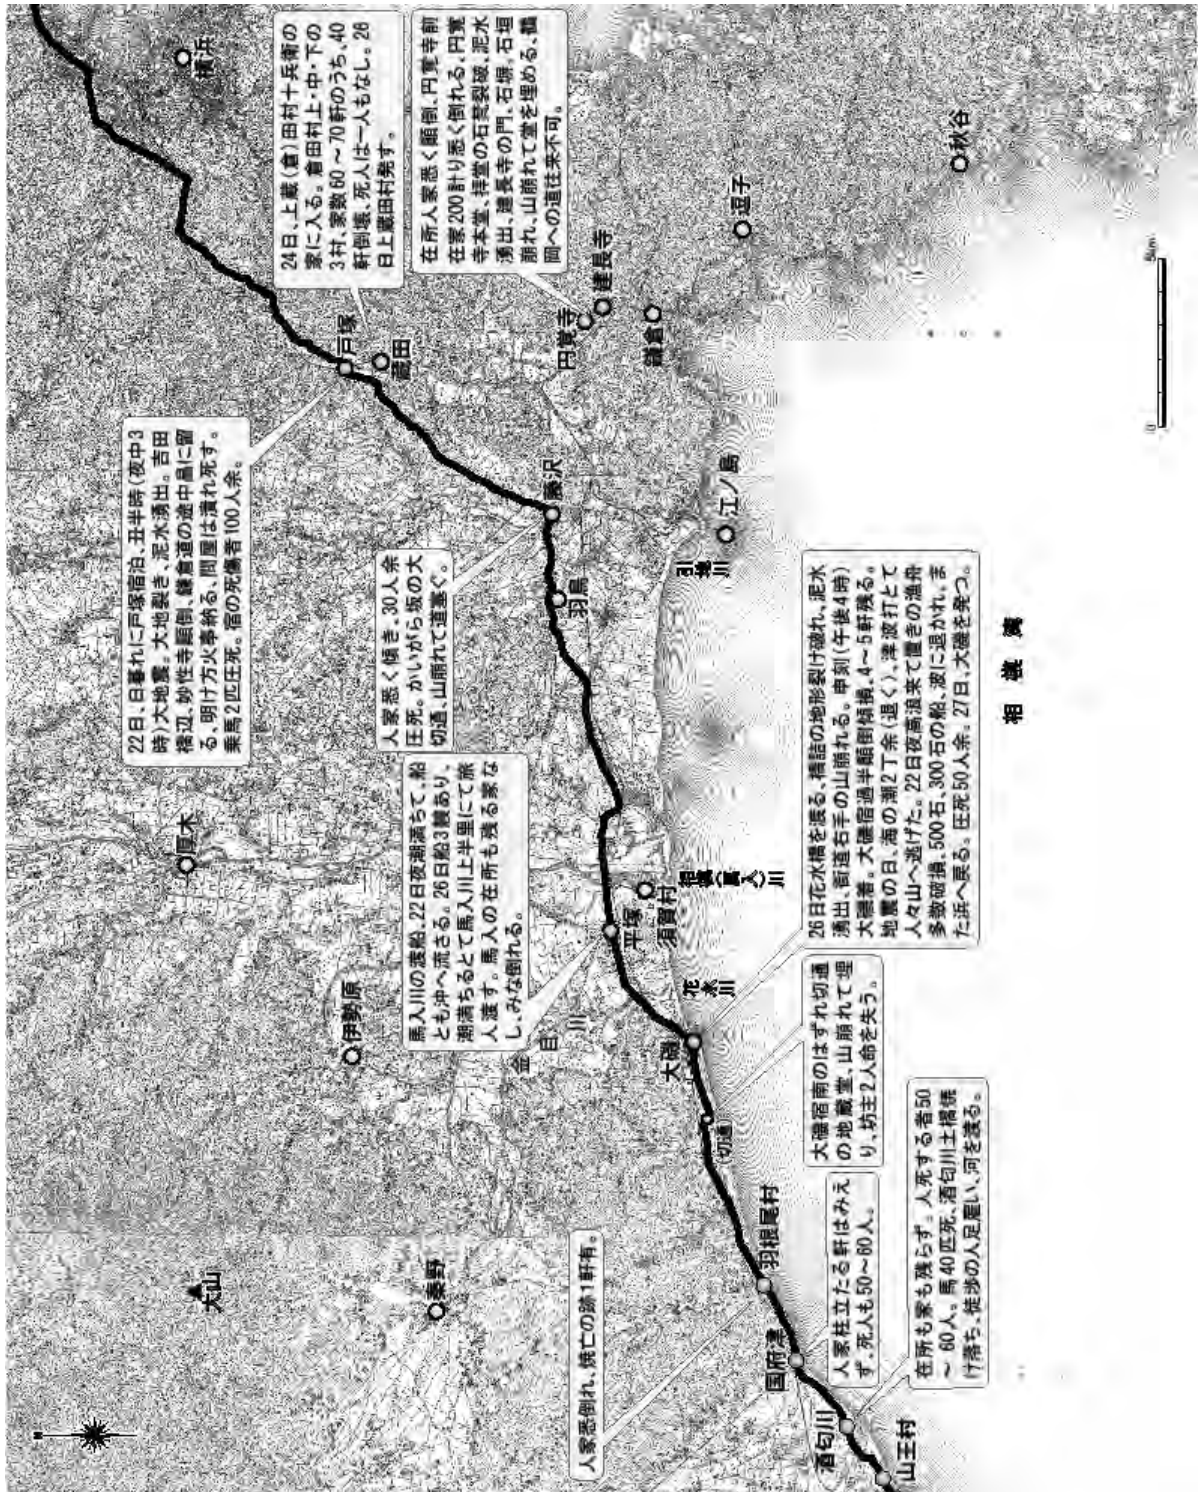 横浜
24日、上蔵(倉)田村十兵衛の
家に入る。倉田村上・中・下の
3村、家数60～70軒のうち、40
軒倒壊、死人は一人もなし。26
日上蔵田村発す。
在所人家悉く顛倒、円覚寺前
在家200計り悉く倒れる、円覚
寺本堂、拝堂の石甃裂破、泥水
湧出、建長寺の門、石塀、石垣
崩れ、山崩れて堂を埋める、鶴
岡への道往来不可。
秋谷
逗子
建長寺
円覚寺
鎌倉
戸塚
蔵田
22日、日暮れに戸塚宿泊、丑半時(夜中3
時)大地震。大地裂き、泥水湧出。吉田
橋辺、妙性寺顛倒、鎌倉道の途中畠に留
る、明け方火事納る、問屋は潰れ死す。
乗馬2匹圧死。宿の死傷者100人余。
藤沢
人家悉く傾き、30人余
圧死。かいがら坂の大
切通、山崩れて道塞ぐ。
羽鳥
江ノ島
引地川
厚木
馬入川の渡船、22日夜潮満ちて、船
とも沖へ流さる。26日船3艘あり、
潮満ちるとて馬入川上半里にて旅
人渡す。馬入の在所も残る家な
し、みな倒れる。
平塚
須賀村
相模(馬入)川
花水川
金目川
伊勢原
26日花水橋を渡る、橋詰の地形裂け破れ、泥水
湧出、街道右手の山崩れる。申刻(午後4時)
大磯着。大磯宿過半顛倒傾損、4～5軒残る。
地震の日、海の潮2丁余(退く)、津波打とて
人々山へ逃げた。22日夜高浪来て置きの漁舟
多数破損、500石、300石の船、波に退かれ、ま
た浜へ戻る。圧死50人余。27日、大磯を発つ。
相模湾
大磯
(切通)
大磯宿南のはずれ切通
の地蔵堂、山崩れて埋
り、坊主2人命を失う。
大山
秦野
人家悉倒れ、焼亡の跡1軒有。
羽根尾村
国府津
人家柱立たる軒はみえ
ず、死人も50～60人。
酒匂川
在所も家も残らず。人死する者50
～60人。馬40匹死、酒匂川土橋焼
け落ち、徒歩の人足雇い、河を渡る。
山王村
0
5km
N